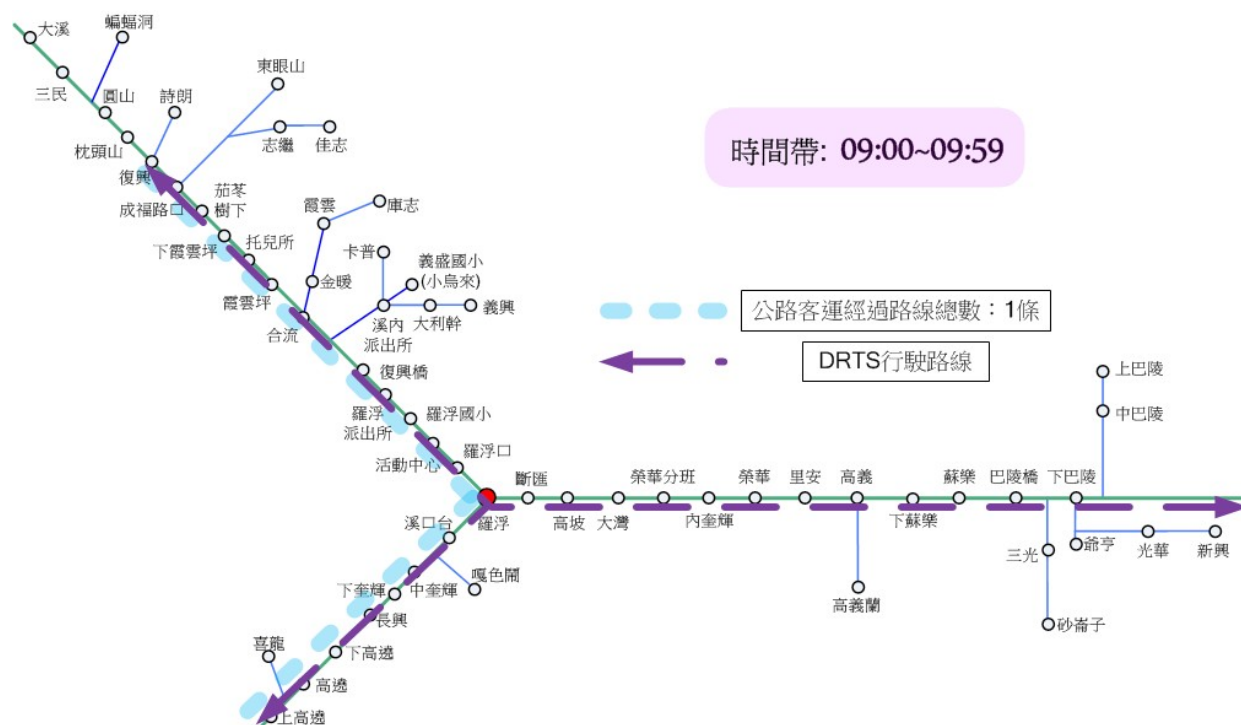 蝙蝠洞
大溪
三民
圓山
詩朗
東眼山
志繼
佳志
枕頭山
復興
成福路口
茄苳
樹下
時間帶: 09:00~09:59
下霞雲坪
托兒所
霞雲
庫志
卡普
義盛國小
(小烏來)
霞雲坪
金暖
合流
溪內
派出所
大利幹
義興
公路客運經過路線總數：1條
DRTS行駛路線
復興橋
羅浮
派出所
羅浮國小
活動中心
羅浮口
上巴陵
中巴陵
溪口台
羅浮
斷匯
高坡
大灣
榮華分班
內奎輝
榮華
里安
高義
下蘇樂
蘇樂
巴陵橋
下巴陵
三光
爺亨
光華
新興
高義蘭
砂崙子
下奎輝
中奎輝
嘎色鬧
長興
喜龍
下高遶
高遶
上高遶